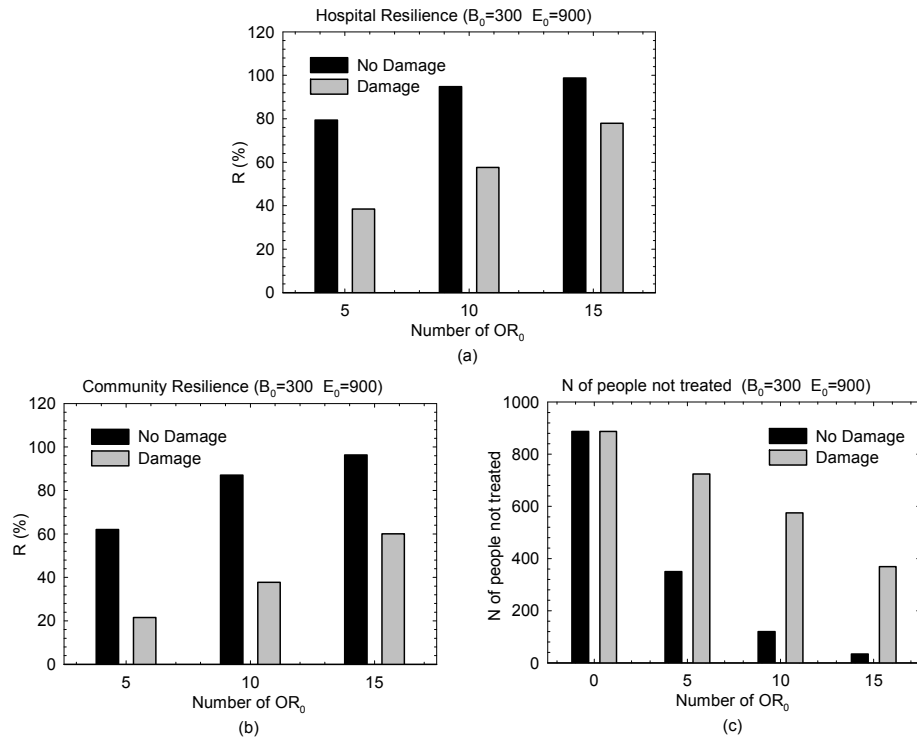 Hospital Resilience (B₀=300 E₀=900)
120
100
80
60
40
20
0
R (%)
No Damage
Damage
5 10 15
Number of OR₀
(a)
Community Resilience (B₀=300 E₀=900)
120
100
80
60
40
20
0
R (%)
No Damage
Damage
5 10 15
Number of OR₀
(b)
N of people not treated (B₀=300 E₀=900)
1000
800
600
400
200
0
N of people not treated
No Damage
Damage
0 5 10 15
Number of OR₀
(c)